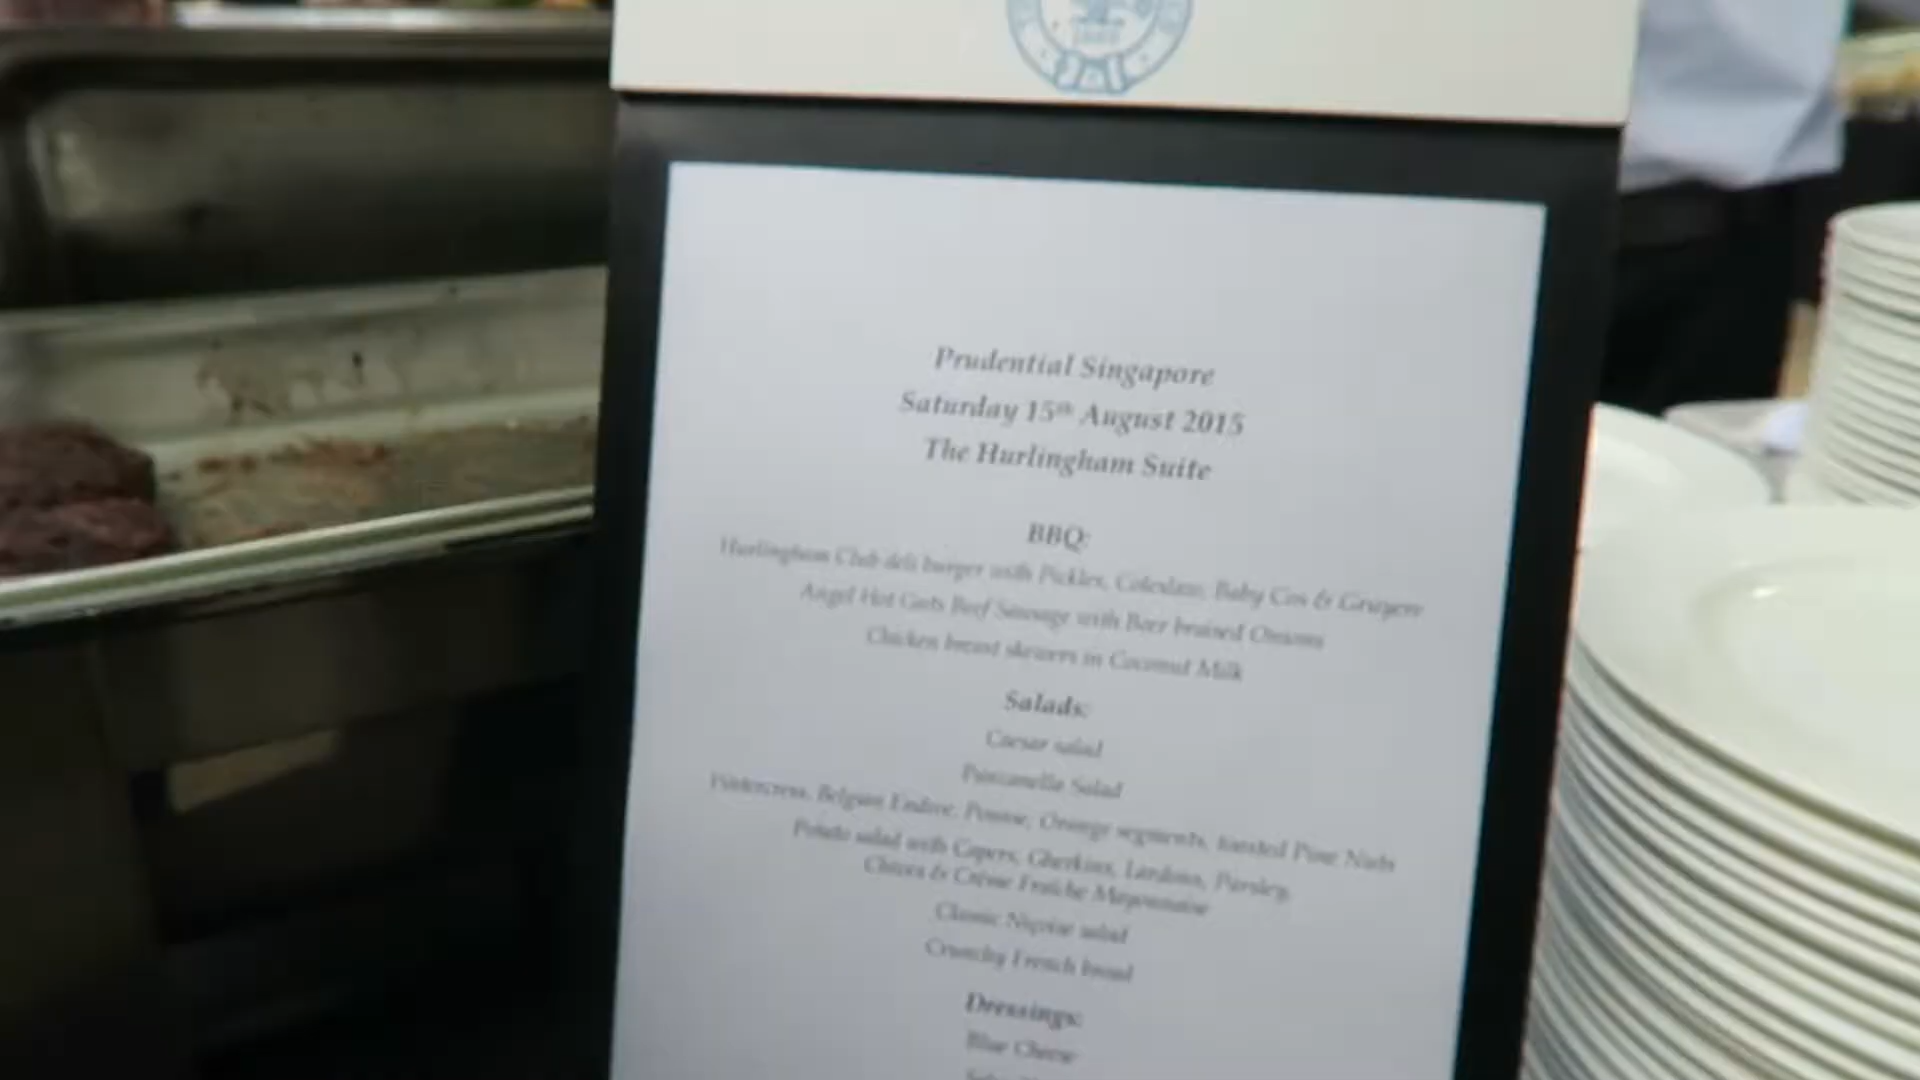 Prudential Singapore
Saturday 15th August 2015
The Hurlingham Suite
BBQ:
Hurlingham Club deli burger with Pickles, Coleslaw, Baby Cos & Gruyere
Angel Hot Guts Beef Sausage with Beer braised Onions
Chicken breast skewers in Coconut Milk
Salads:
Caesar salad
Panzanella Salad
Watercress, Belgian Endive, Pousse, Orange segments, toasted Pine Nuts
Potato salad with Capers, Gherkins, Lardons, Parsley,
Chives & Crème Fraîche Mayonnaise
Classic Niçoise salad
Crunchy French bread
Dressings:
Blue Cheese